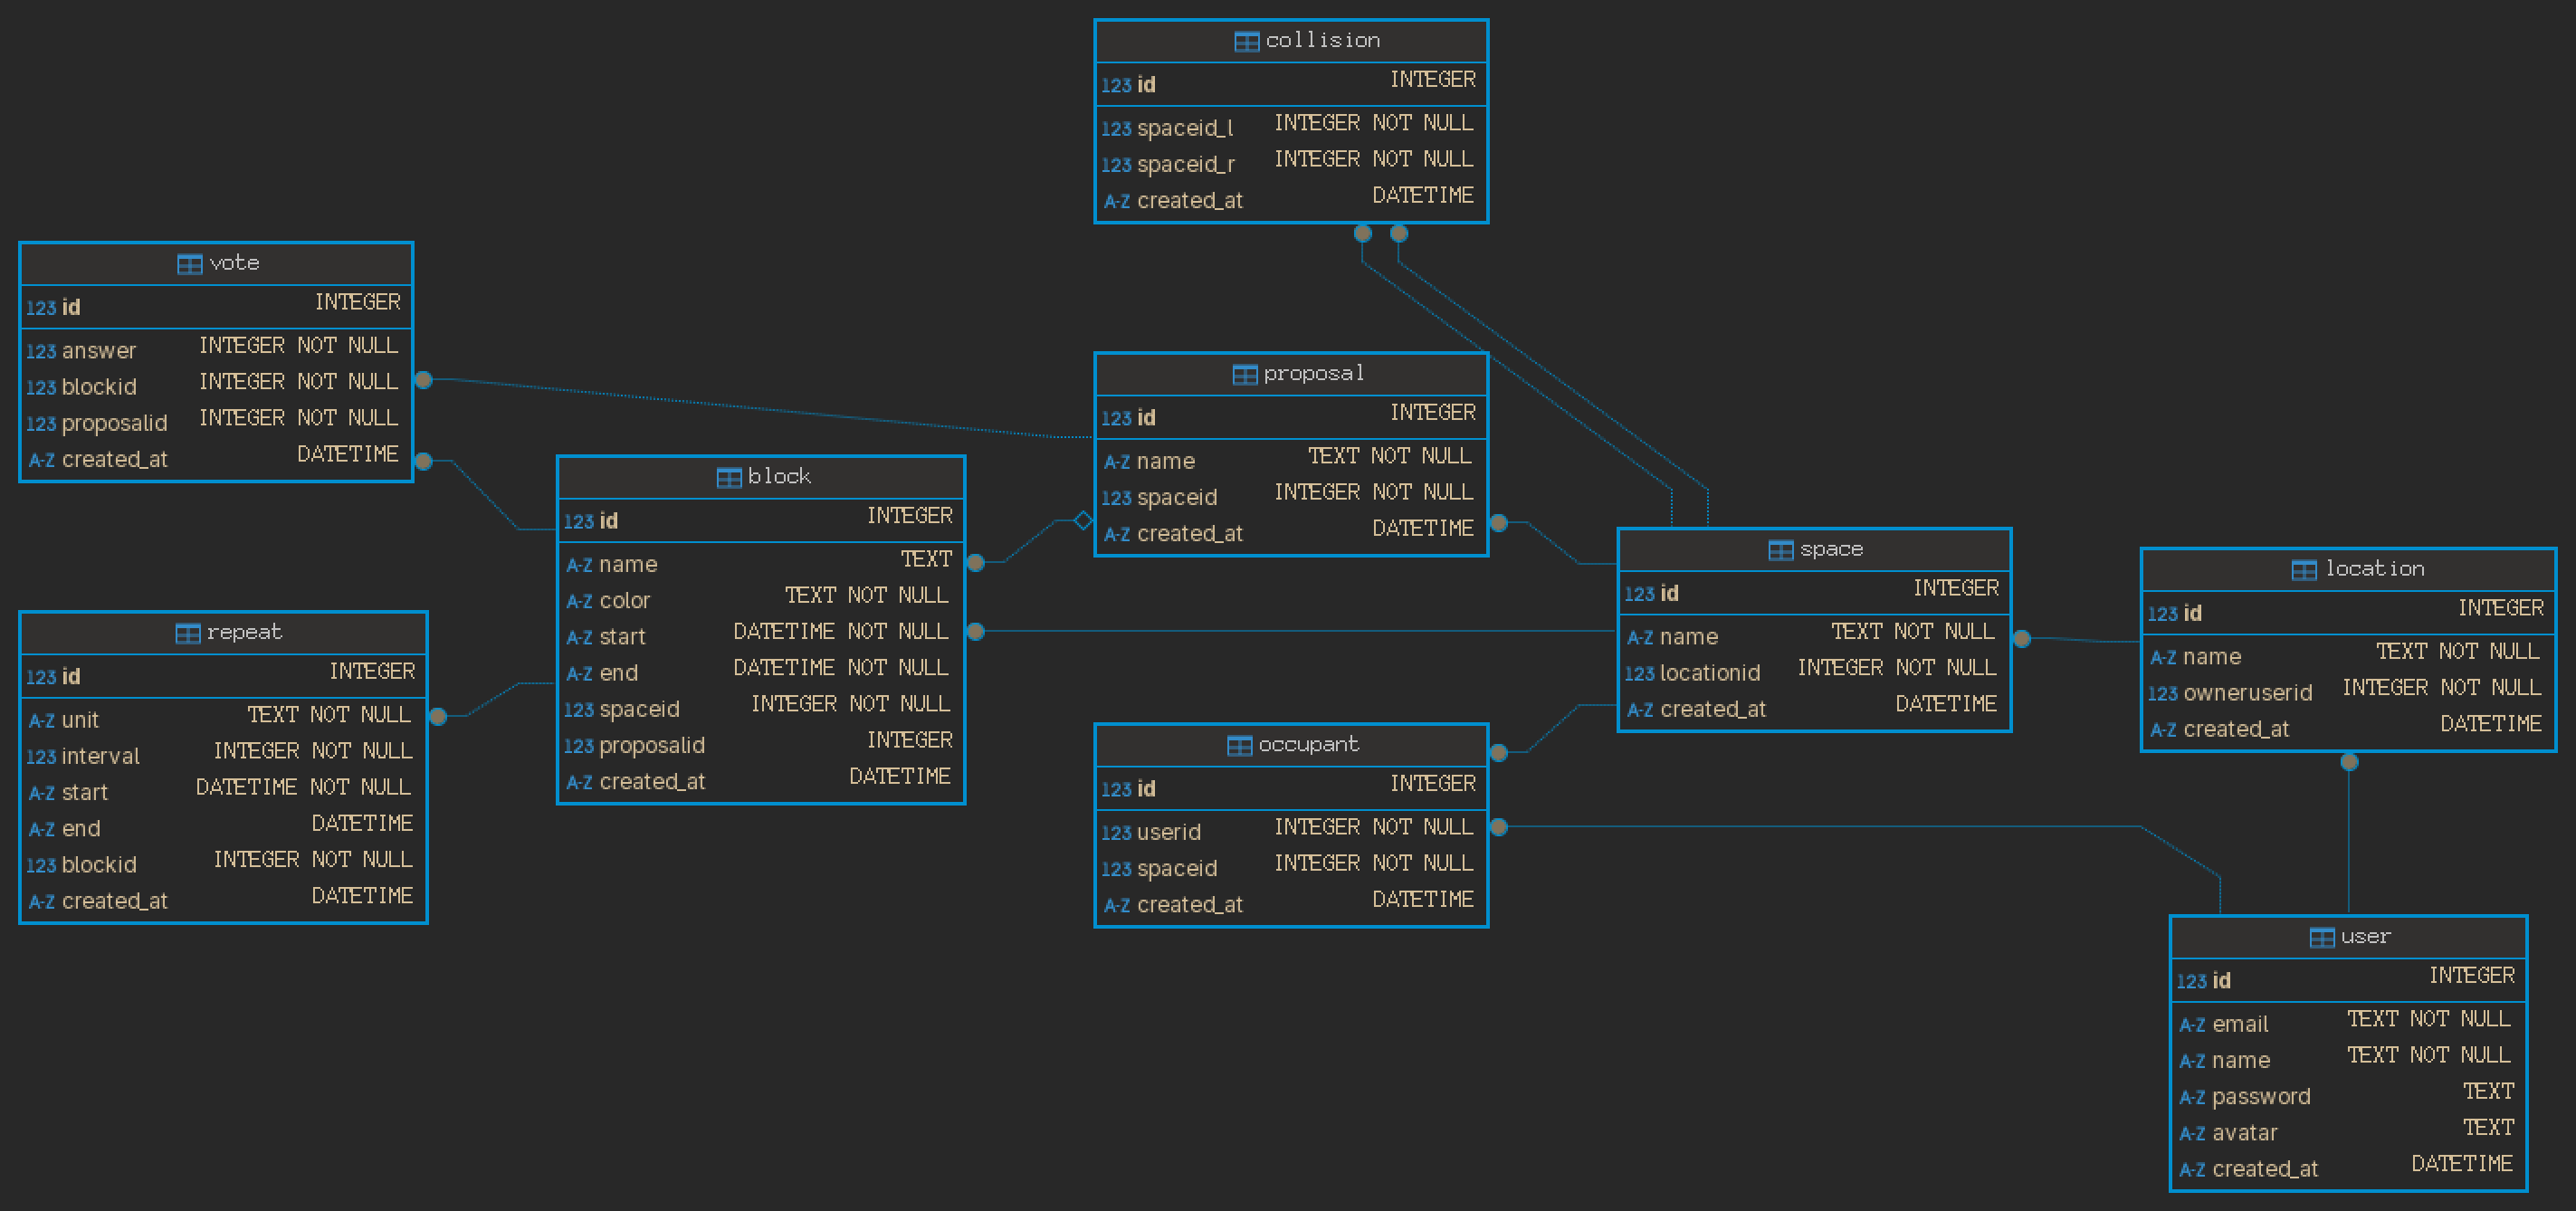 collision
123 id INTEGER
123 spaceid_l INTEGER NOT NULL
123 spaceid_r INTEGER NOT NULL
A-Z created_at DATETIME
vote
123 id INTEGER
123 answer INTEGER NOT NULL
123 blockid INTEGER NOT NULL
123 proposalid INTEGER NOT NULL
A-Z created_at DATETIME
proposal
123 id INTEGER
A-Z name TEXT NOT NULL
123 spaceid INTEGER NOT NULL
A-Z created_at DATETIME
block
123 id INTEGER
A-Z name TEXT
A-Z color TEXT NOT NULL
A-Z start DATETIME NOT NULL
A-Z end DATETIME NOT NULL
123 spaceid INTEGER NOT NULL
123 proposalid INTEGER
A-Z created_at DATETIME
space
123 id INTEGER
A-Z name TEXT NOT NULL
123 locationid INTEGER NOT NULL
A-Z created_at DATETIME
location
123 id INTEGER
A-Z name TEXT NOT NULL
123 owneruserid INTEGER NOT NULL
A-Z created_at DATETIME
repeat
123 id INTEGER
A-Z unit TEXT NOT NULL
123 interval INTEGER NOT NULL
A-Z start DATETIME NOT NULL
A-Z end DATETIME
123 blockid INTEGER NOT NULL
A-Z created_at DATETIME
occupant
123 id INTEGER
123 userid INTEGER NOT NULL
123 spaceid INTEGER NOT NULL
A-Z created_at DATETIME
user
123 id INTEGER
A-Z email TEXT NOT NULL
A-Z name TEXT NOT NULL
A-Z password TEXT
A-Z avatar TEXT
A-Z created_at DATETIME